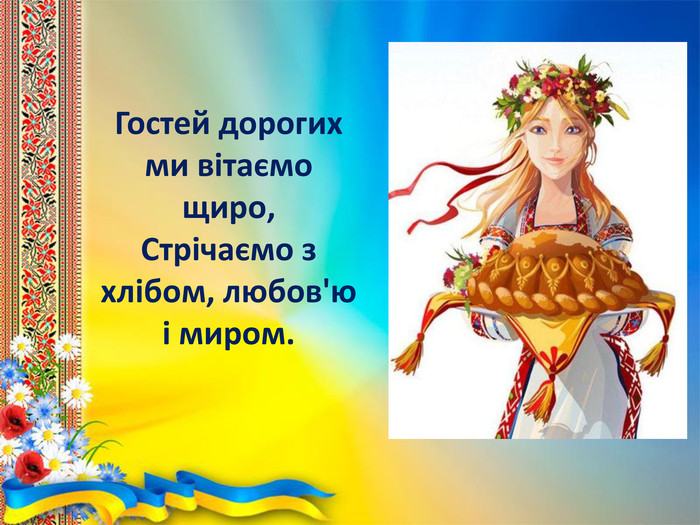 Гостей дорогих
ми вітаємо
щиро,
Стрічаємо з
хлібом, любов'ю
і миром.